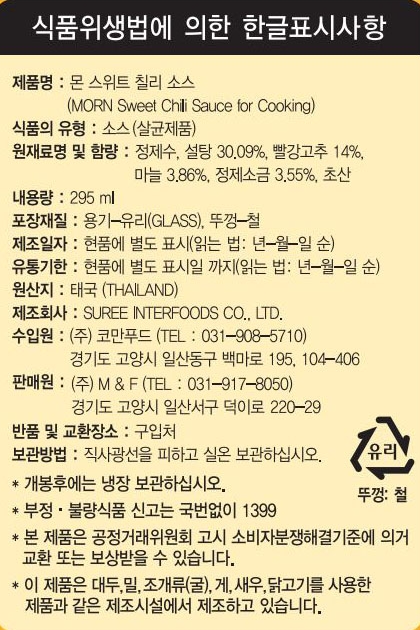 식품위생법에 의한 한글표시사항
제품명 : 몬 스위트 칠리 소스
(MORN Sweet Chili Sauce for Cooking)
식품의 유형 : 소스(살균제품)
원재료명 및 함량 : 정제수, 설탕 30.09%, 빨강고추 14%,
마늘 3.86%, 정제소금 3.55%, 초산
내용량 : 295 ml
포장재질 : 용기-유리(GLASS), 뚜껑-철
제조일자 : 현품에 별도 표시(읽는 법: 년-월-일 순)
유통기한 : 현품에 별도 표시일 까지(읽는 법: 년-월-일 순)
원산지 : 태국 (THAILAND)
제조회사 : SUREE INTERFOODS CO., LTD.
수입원 : (주) 코만푸드 (TEL : 031-908-5710)
경기도 고양시 일산동구 백마로 195, 104-406
판매원 : (주) M & F (TEL : 031-917-8050)
경기도 고양시 일산서구 덕이로 220-29
반품 및 교환장소 : 구입처
보관방법 : 직사광선을 피하고 실온 보관하십시오.
유리
뚜껑: 철
* 개봉후에는 냉장 보관하십시오.
* 부정·불량식품 신고는 국번없이 1399
* 본 제품은 공정거래위원회 고시 소비자분쟁해결기준에 의거
교환 또는 보상받을 수 있습니다.
* 이 제품은 대두,밀,조개류(굴),게,새우,닭고기를 사용한
제품과 같은 제조시설에서 제조하고 있습니다.